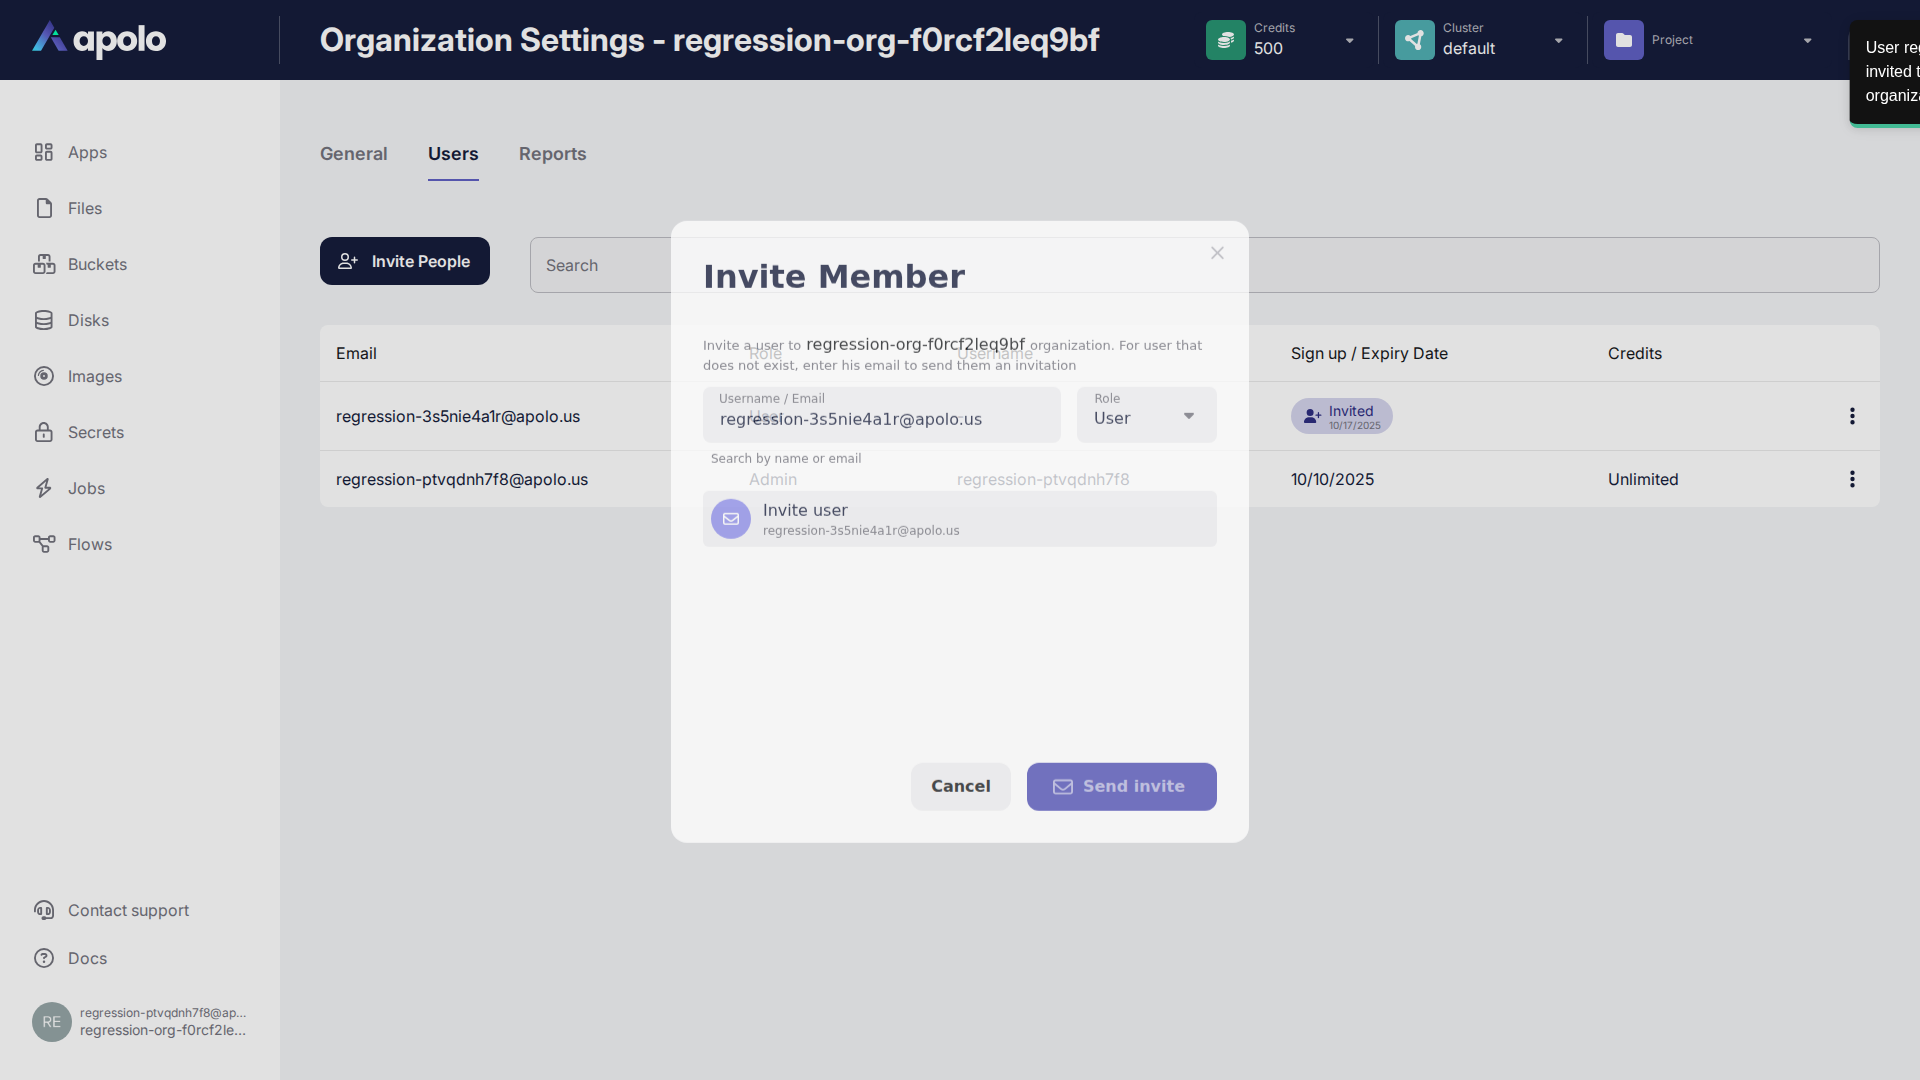 apolo
Organization Settings - regression-org-f0rcf2leq9bf
Credits
500
Cluster
default
Project
User
invited
Apps
Files
Buckets
Disks
Images
Secrets
Jobs
Flows
Contact support
Docs
RE
regression-ptvqdnh7f8@ap...
regression-org-f0rcf2le...
General
Users
Reports
Invite People
Search
Email
Role
Username
Sign up / Expiry Date
Credits
regression-3s5nie4a1r@apolo.us
Invited
10/17/2025
regression-ptvqdnh7f8@apolo.us
Admin
regression-ptvqdnh7f8
10/10/2025
Unlimited
Invite Member
Invite a user to regression-org-f0rcf2leq9bf organization. For user that
does not exist, enter his email to send them an invitation
Username / Email
regression-3s5nie4a1r@apolo.us
Role
User
Search by name or email
Invite user
regression-3s5nie4a1r@apolo.us
Cancel
Send invite